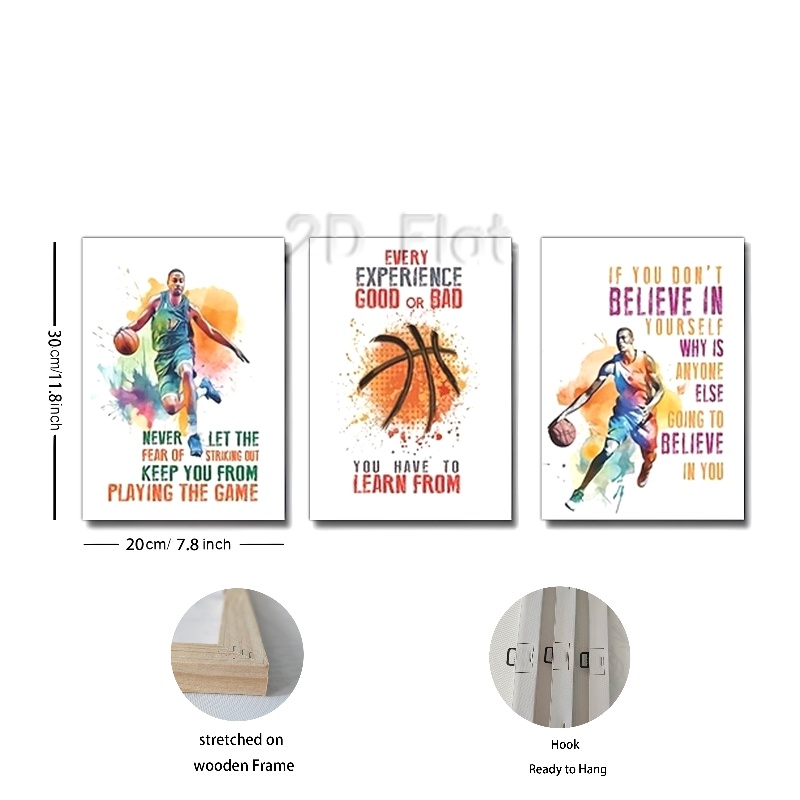 2D Flat
30cm/11.8inch
NEVER LET THE
FEAR OF STRIKING OUT
KEEP YOU FROM
PLAYING THE GAME
EVERY
EXPERIENCE
GOOD OR BAD
YOU HAVE TO
LEARN FROM
IF YOU DON'T
BELIEVE IN
YOURSELF
WHY IS
ANYONE
ELSE
GOING TO
BELIEVE
IN YOU
20cm/ 7.8 inch
stretched on
wooden Frame
Hook
Ready to Hang